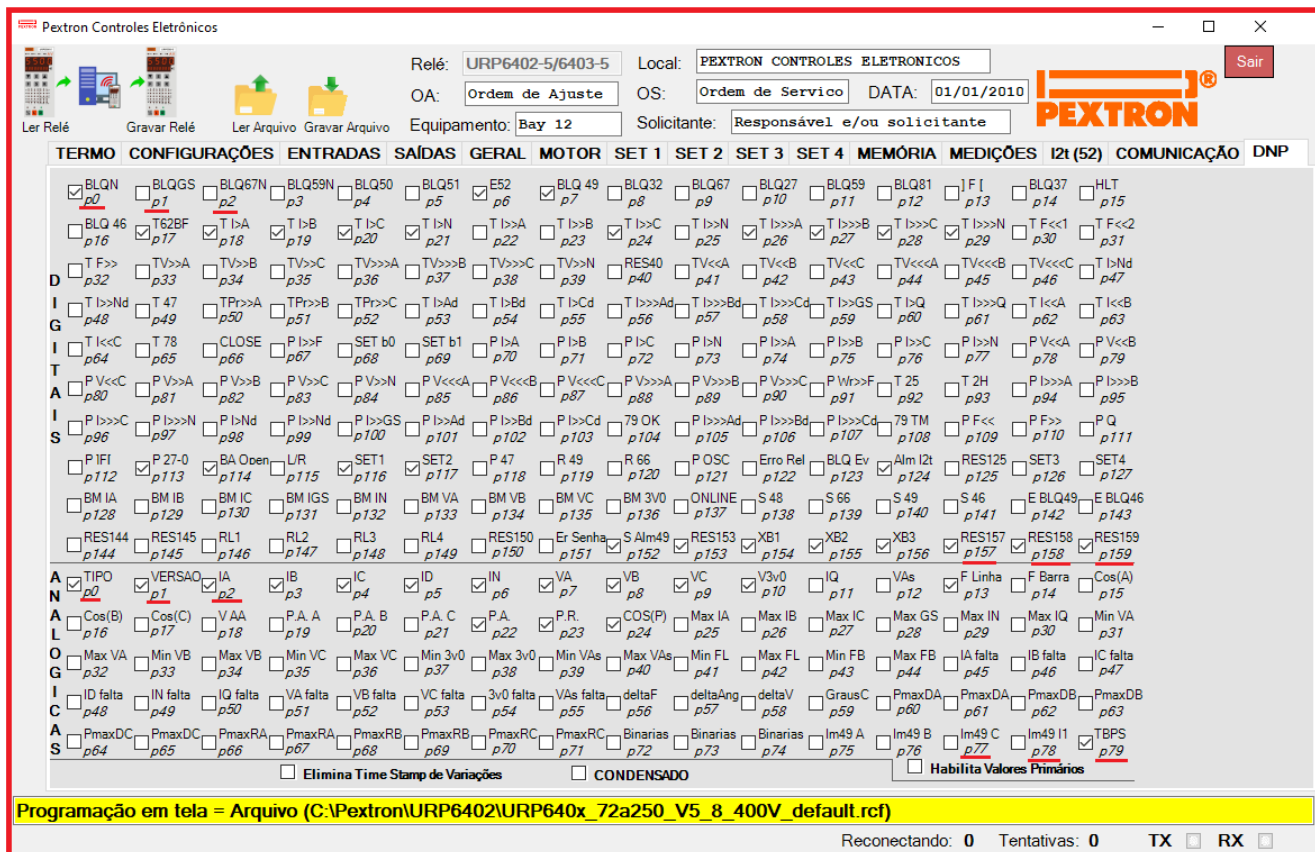 Pextron Controles Eletrônicos
Relé: URP6402-5/6403-5 Local: PEXTRON CONTROLES ELETRONICOS Sair
OA: Ordem de Ajuste OS: Ordem de Servico DATA: 01/01/2010
Ler Relé Gravar Relé Ler Arquivo Gravar Arquivo Equipamento: Bay 12 Solicitante: Responsável e/ou solicitante PEXTRON®
TERMO CONFIGURAÇÕES ENTRADAS SAÍDAS GERAL MOTOR SET 1 SET 2 SET 3 SET 4 MEMÓRIA MEDIÇÕES I2t (52) COMUNICAÇÃO DNP
DIGITAIS
BLQN BLQGS BLQ67N BLQ59N BLQ50 BLQ51 E52 BLQ 49 BLQ32 BLQ67 BLQ27 BLQ59 BLQ81 ] F [ BLQ37 HLT
p0 p1 p2 p3 p4 p5 p6 p7 p8 p9 p10 p11 p12 p13 p14 p15
BLQ 46 T62BF T I>A T I>B T I>C T I>N T I>>A T I>>B T I>>C T I>>N T I>>>A T I>>>B T I>>>C T I>>>N T F<<1 T F<<2
p16 p17 p18 p19 p20 p21 p22 p23 p24 p25 p26 p27 p28 p29 p30 p31
T F>> TV>>A TV>>B TV>>C TV>>>A TV>>>B TV>>>C TV>>N RES40 TV<<A TV<<B TV<<C TV<<<A TV<<<B TV<<<C T I>Nd
p32 p33 p34 p35 p36 p37 p38 p39 p40 p41 p42 p43 p44 p45 p46 p47
T I>>Nd T 47 TPr>>A TPr>>B TPr>>C T I>Ad T I>Bd T I>Cd T I>>>Ad T I>>>Bd T I>>>Cd T I>>GS T I>Q T I>>>Q T I<<A T I<<B
p48 p49 p50 p51 p52 p53 p54 p55 p56 p57 p58 p59 p60 p61 p62 p63
T I<<C T 78 CLOSE P I>>F SET b0 SET b1 P I>A P I>B P I>C P I>N P I>>A P I>>B P I>>C P I>>N P V<<A P V<<B
p64 p65 p66 p67 p68 p69 p70 p71 p72 p73 p74 p75 p76 p77 p78 p79
P V<<C P V>>A P V>>B P V>>C P V>>N P V<<<A P V<<<B P V<<<C P V>>>A P V>>>B P V>>>C P Wr>>F T 25 T 2H P I>>>A P I>>>B
p80 p81 p82 p83 p84 p85 p86 p87 p88 p89 p90 p91 p92 p93 p94 p95
P I>>>C P I>>>N P I>Nd P I>>Nd P I>>GS P I>>Ad P I>>Bd P I>>Cd 79 OK P I>>>Ad P I>>>Bd P I>>>Cd 79 TM P F<< P F>> P Q
p96 p97 p98 p99 p100 p101 p102 p103 p104 p105 p106 p107 p108 p109 p110 p111
P ]F[ P 27-0 BA Open L/R SET1 SET2 P 47 R 49 R 66 P OSC Erro Rel BLQ Ev Alm I2t RES125 SET3 SET4
p112 p113 p114 p115 p116 p117 p118 p119 p120 p121 p122 p123 p124 p125 p126 p127
BM IA BM IB BM IC BM IGS BM IN BM VA BM VB BM VC BM 3V0 ONLINE S 48 S 66 S 49 S 46 E BLQ49 E BLQ46
p128 p129 p130 p131 p132 p133 p134 p135 p136 p137 p138 p139 p140 p141 p142 p143
RES144 RES145 RL1 RL2 RL3 RL4 RES150 Er Senha S Alm49 RES153 XB1 XB2 XB3 RES157 RES158 RES159
p144 p145 p146 p147 p148 p149 p150 p151 p152 p153 p154 p155 p156 p157 p158 p159
ANALOGICAS
TIPO VERSAO IA IB IC ID IN VA VB VC V3v0 IQ VAs F Linha F Barra Cos(A)
p0 p1 p2 p3 p4 p5 p6 p7 p8 p9 p10 p11 p12 p13 p14 p15
Cos(B) Cos(C) V AA P.A. A P.A. B P.A. C P.A. P.R. COS(P) Max IA Max IB Max IC Max GS Max IN Max IQ Min VA
p16 p17 p18 p19 p20 p21 p22 p23 p24 p25 p26 p27 p28 p29 p30 p31
Max VA Min VB Max VB Min VC Max VC Min 3v0 Max 3v0 Min VAs Max VAs Min FL Max FL Min FB Max FB IA falta IB falta IC falta
p32 p33 p34 p35 p36 p37 p38 p39 p40 p41 p42 p43 p44 p45 p46 p47
ID falta IN falta IQ falta VA falta VB falta VC falta 3v0 falta VAs falta deltaF deltaAng deltaV GrausC PmaxDA PmaxDA PmaxDB PmaxDB
p48 p49 p50 p51 p52 p53 p54 p55 p56 p57 p58 p59 p60 p61 p62 p63
PmaxDC PmaxDC PmaxRA PmaxRA PmaxRB PmaxRB PmaxRC PmaxRC Binarias Binarias Binarias Im49 A Im49 B Im49 C Im49 I1 TBPS
p64 p65 p66 p67 p68 p69 p70 p71 p72 p73 p74 p75 p76 p77 p78 p79
Elimina Time Stamp de Variações CONDENSADO Habilita Valores Primários
Programação em tela = Arquivo (C:\Pextron\URP6402\URP640x_72a250_V5_8_400V_default.rcf)
Reconectando: 0 Tentativas: 0 TX RX